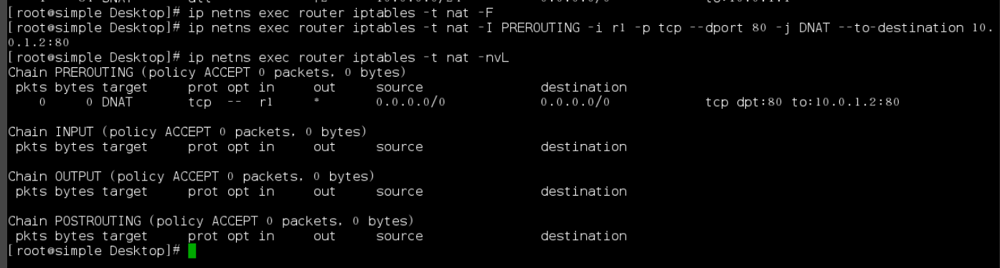 [root@simple Desktop]# ip netns exec router iptables -t nat -F
[root@simple Desktop]# ip netns exec router iptables -t nat -I PREROUTING -i r1 -p tcp --dport 80 -j DNAT --to-destination 10.
0.1.2:80
[root@simple Desktop]# ip netns exec router iptables -t nat -nvL
Chain PREROUTING (policy ACCEPT 0 packets, 0 bytes)
 pkts bytes target     prot opt in     out     source               destination
    0     0 DNAT       tcp  --  r1     *       0.0.0.0/0            0.0.0.0/0            tcp dpt:80 to:10.0.1.2:80
Chain INPUT (policy ACCEPT 0 packets, 0 bytes)
 pkts bytes target     prot opt in     out     source               destination
Chain OUTPUT (policy ACCEPT 0 packets, 0 bytes)
 pkts bytes target     prot opt in     out     source               destination
Chain POSTROUTING (policy ACCEPT 0 packets, 0 bytes)
 pkts bytes target     prot opt in     out     source               destination
[root@simple Desktop]#